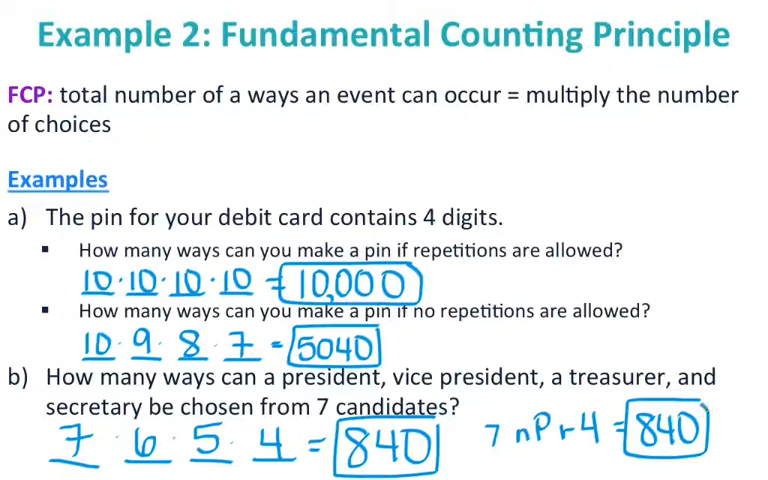 Example 2: Fundamental Counting Principle
FCP: total number of a ways an event can occur = multiply the number
of choices
Examples
a) The pin for your debit card contains 4 digits.
▪ How many ways can you make a pin if repetitions are allowed?
10 · 10 · 10 · 10 = 10,000
▪ How many ways can you make a pin if no repetitions are allowed?
10 · 9 · 8 · 7 = 5040
b) How many ways can a president, vice president, a treasurer, and
secretary be chosen from 7 candidates?
7 · 6 · 5 · 4 = 840 7 nPr 4 = 840